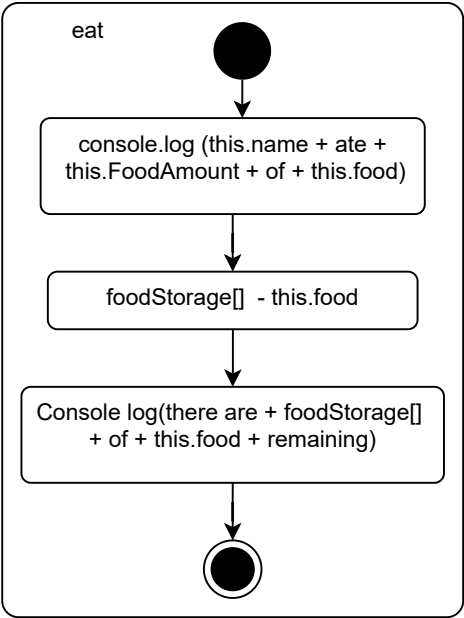 eat
console.log (this.name + ate +
this.FoodAmount + of + this.food)
foodStorage[]  - this.food
Console log(there are + foodStorage[]
+ of + this.food + remaining)